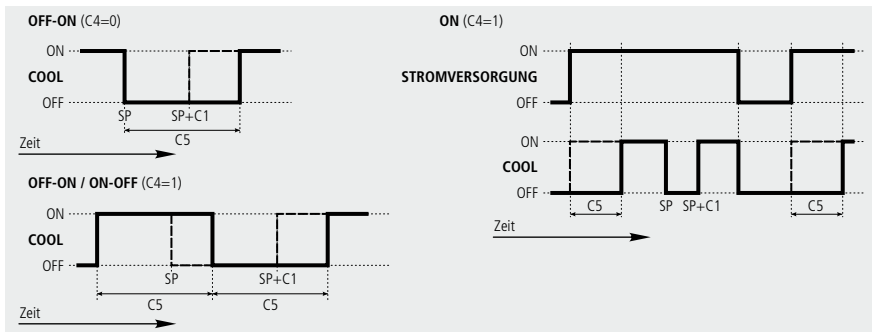 OFF-ON (C4=0)
ON
COOL
OFF
SP SP+C1
C5
Zeit
OFF-ON / ON-OFF (C4=1)
ON
COOL
OFF
SP SP+C1
C5 C5
Zeit
ON (C4=1)
ON
STROMVERSORGUNG
OFF
ON
COOL
OFF
C5 SP SP+C1 C5
Zeit